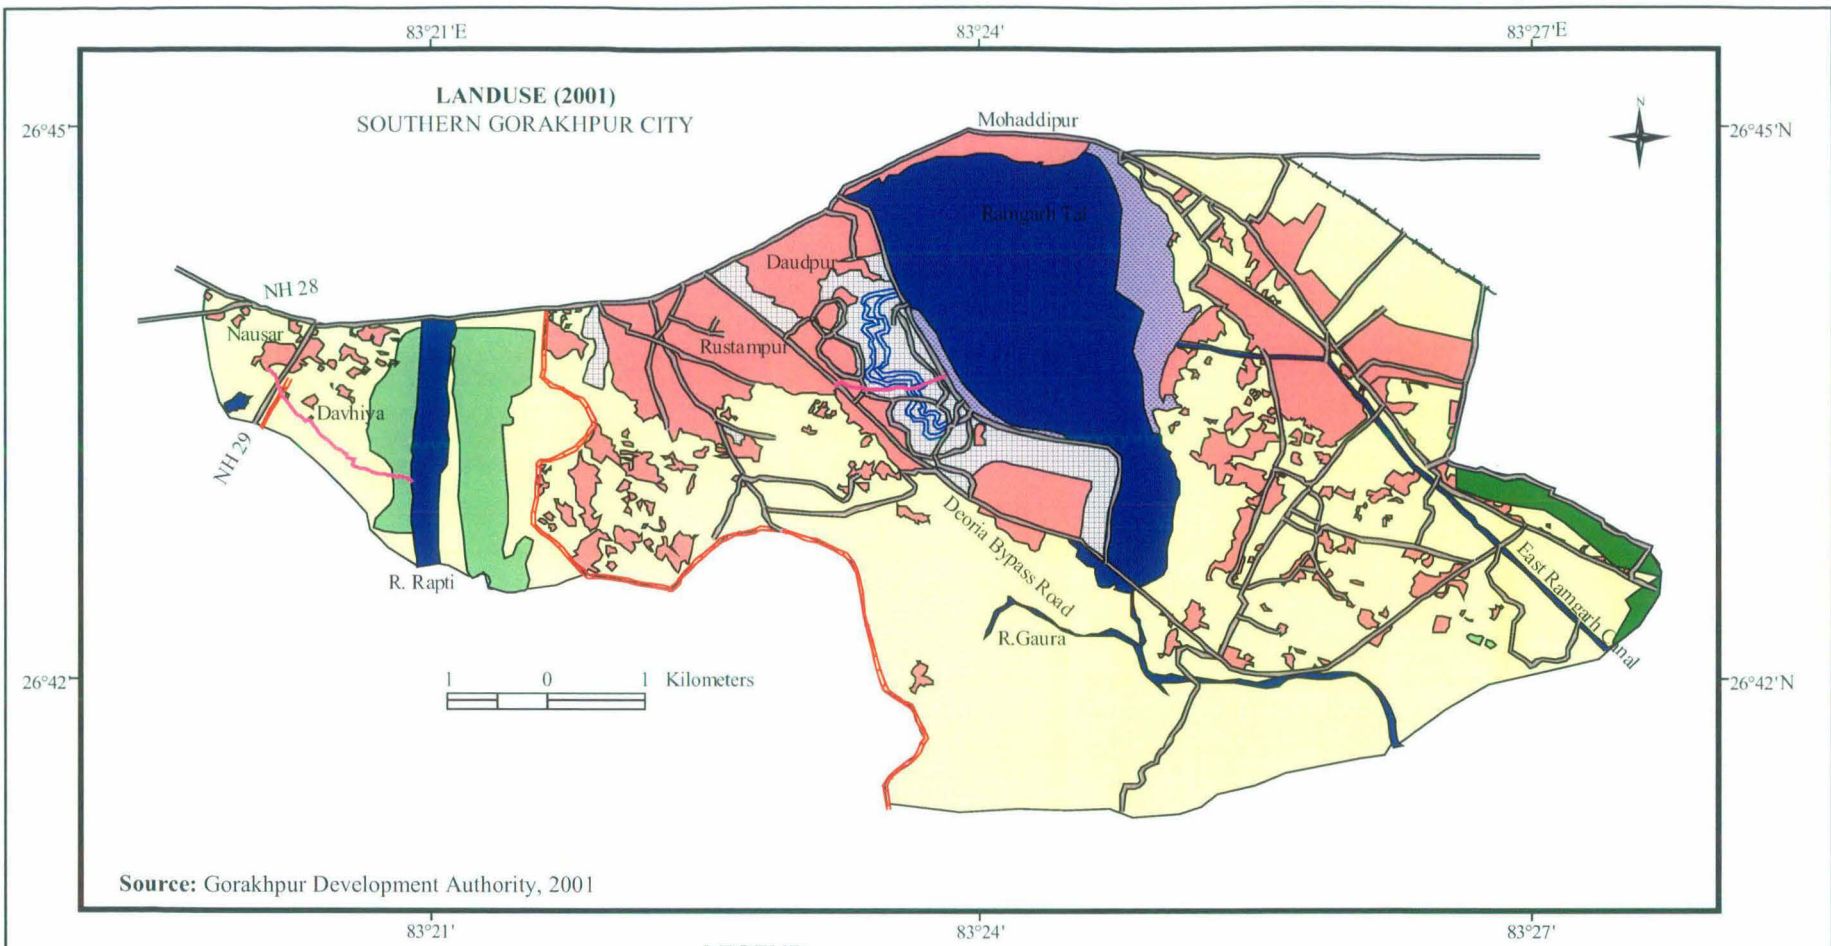 83°21'E 83°24' 83°27'E
LANDUSE (2001)
SOUTHERN GORAKHPUR CITY
N
26°45' 26°45'N
Mohaddipur
Ramgarh Tal
Daudpur
NH 28
Nausar
Rustampur
Davhiya
NH 29
Deoria Bypass Road
East Ramgarh Canal
R. Rapti
R.Gaura
26°42' 26°42'N
1 0 1 Kilometers
Source: Gorakhpur Development Authority, 2001
83°21' 83°24' 83°27'